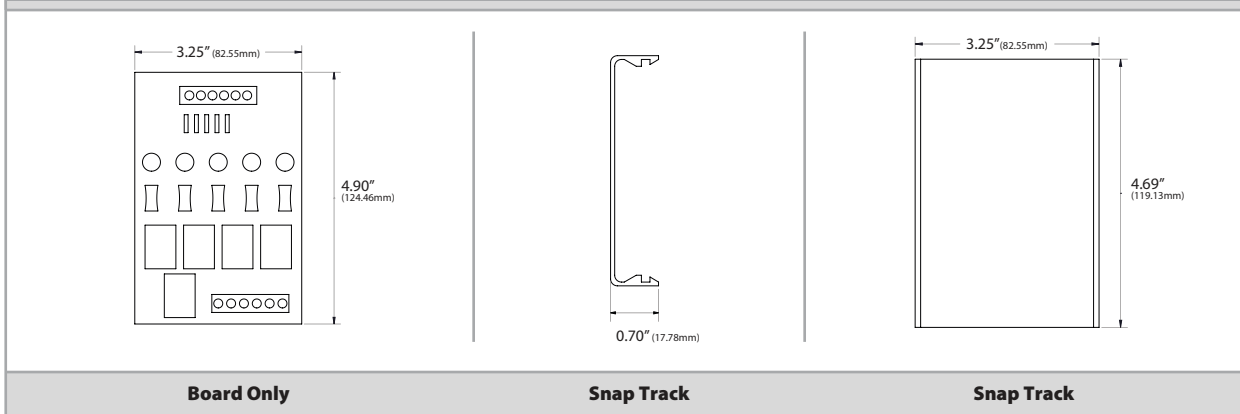 3.25" (82.55mm)
4.90"
(124.46mm)
0.70" (17.78mm)
3.25" (82.55mm)
4.69"
(119.13mm)
Board Only
Snap Track
Snap Track